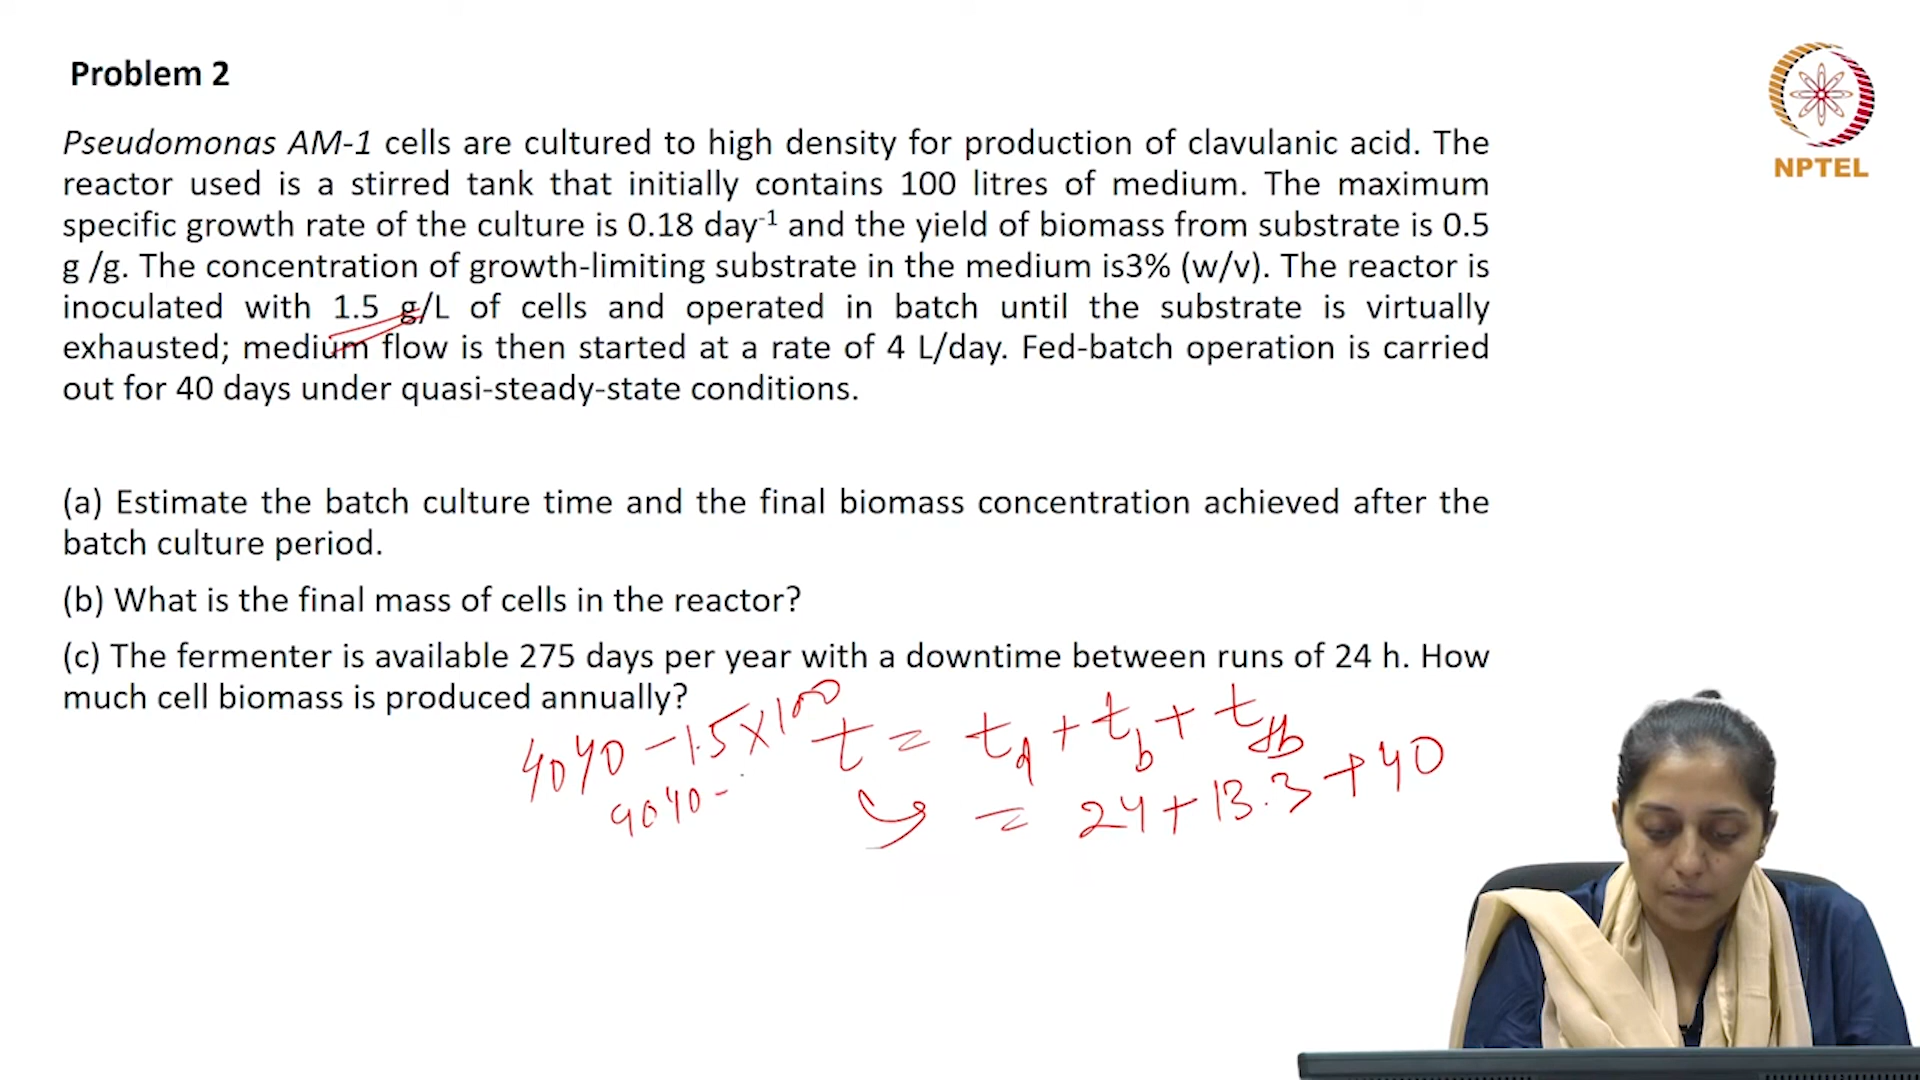 Problem 2
NPTEL
Pseudomonas AM-1 cells are cultured to high density for production of clavulanic acid. The
reactor used is a stirred tank that initially contains 100 litres of medium. The maximum
specific growth rate of the culture is 0.18 day-1 and the yield of biomass from substrate is 0.5
g /g. The concentration of growth-limiting substrate in the medium is3% (w/v). The reactor is
inoculated with 1.5 g/L of cells and operated in batch until the substrate is virtually
exhausted; medium flow is then started at a rate of 4 L/day. Fed-batch operation is carried
out for 40 days under quasi-steady-state conditions.
(a) Estimate the batch culture time and the final biomass concentration achieved after the
batch culture period.
(b) What is the final mass of cells in the reactor?
(c) The fermenter is available 275 days per year with a downtime between runs of 24 h. How
much cell biomass is produced annually?
4040 - 1.5 x 100
t = td + tb + tfb
4040 -
= 24 + 13.3 + 40